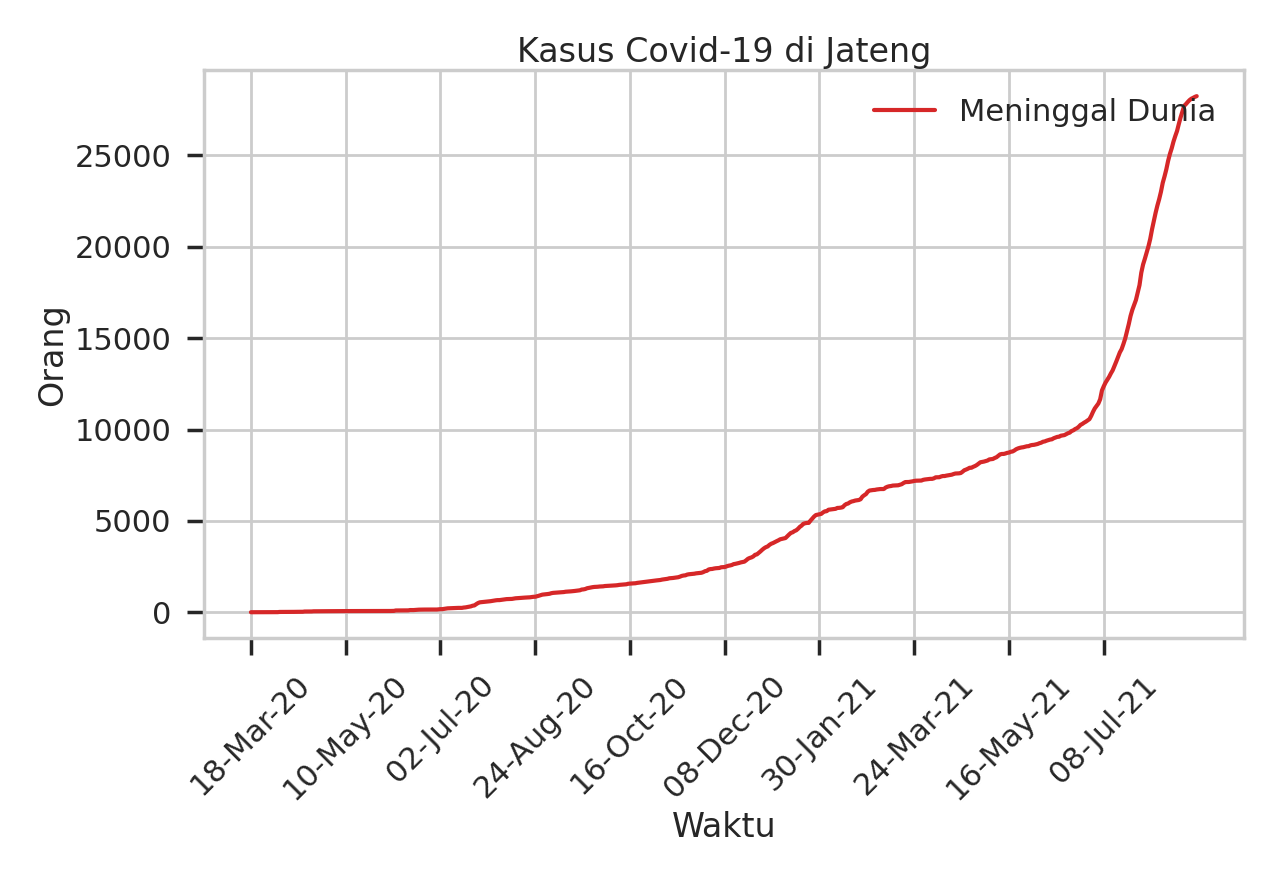 Kasus Covid-19 di Jateng
Meninggal Dunia
Orang
25000
20000
15000
10000
5000
0
18-Mar-20
10-May-20
02-Jul-20
24-Aug-20
16-Oct-20
08-Dec-20
30-Jan-21
24-Mar-21
16-May-21
08-Jul-21
Waktu